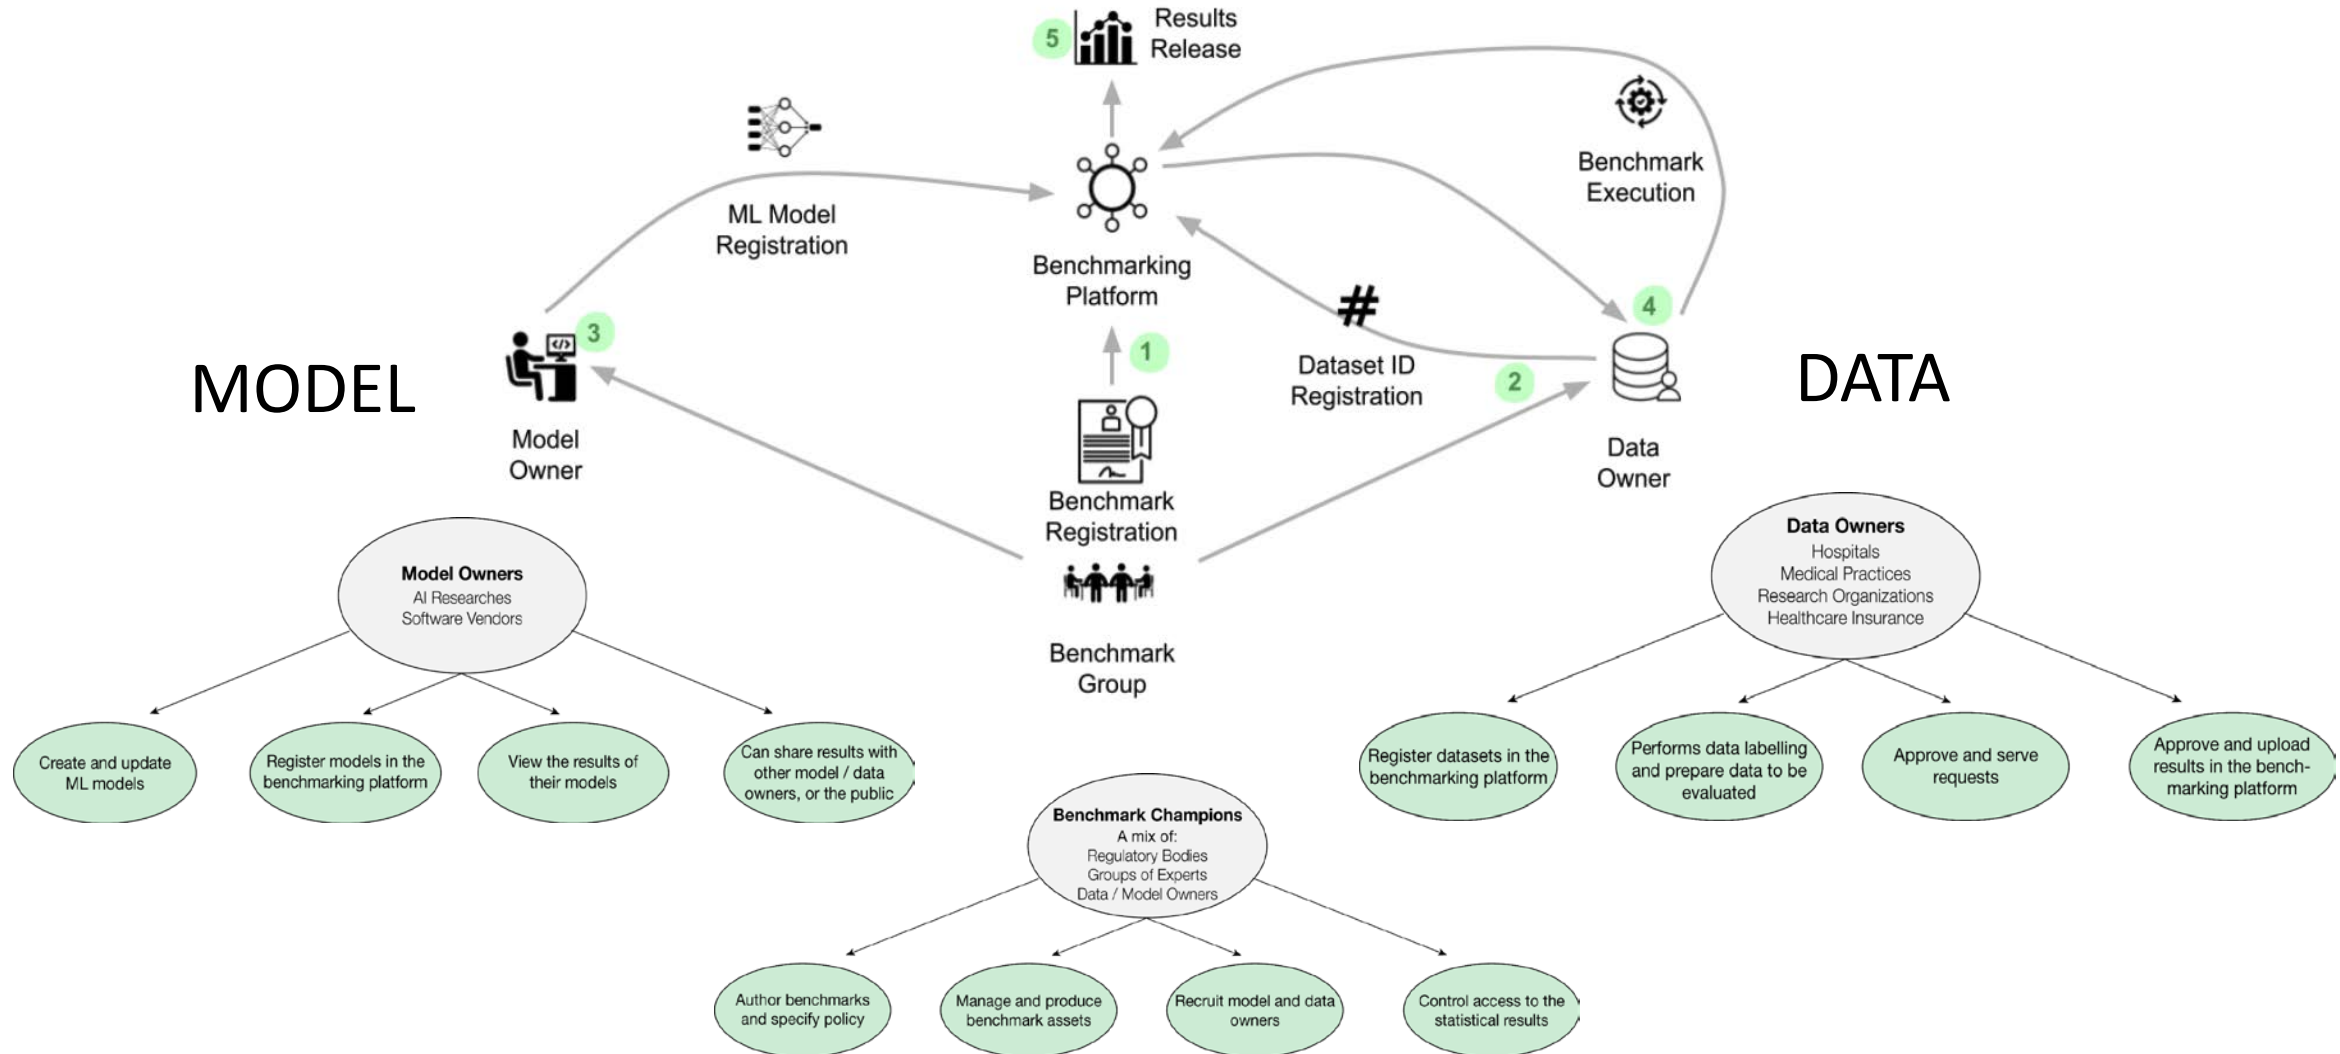 5
Results
Release
Benchmark
Execution
ML Model
Registration
Benchmarking
Platform
#
Dataset ID
Registration
4
3
</>
1
2
MODEL
DATA
Model
Owner
Data
Owner
Benchmark
Registration
Benchmark
Group
Model Owners
AI Researches
Software Vendors
Create and update
ML models
Register models in the
benchmarking platform
View the results of
their models
Can share results with
other model / data
owners, or the public
Data Owners
Hospitals
Medical Practices
Research Organizations
Healthcare Insurance
Register datasets in the
benchmarking platform
Performs data labelling
and prepare data to be
evaluated
Approve and serve
requests
Approve and upload
results in the bench-
marking platform
Benchmark Champions
A mix of:
Regulatory Bodies
Groups of Experts
Data / Model Owners
Author benchmarks
and specify policy
Manage and produce
benchmark assets
Recruit model and data
owners
Control access to the
statistical results